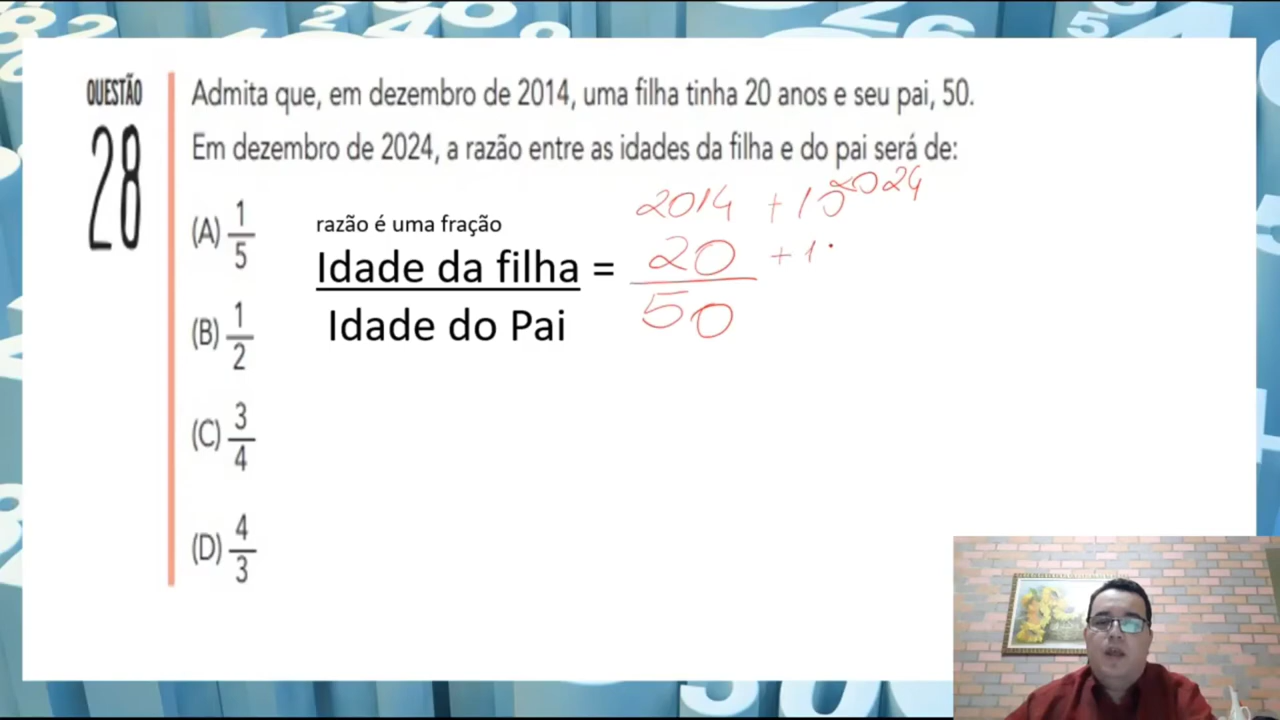 QUESTÃO
28
Admita que, em dezembro de 2014, uma filha tinha 20 anos e seu pai, 50.
Em dezembro de 2024, a razão entre as idades da filha e do pai será de:
(A) 1/5
(B) 1/2
(C) 3/4
(D) 4/3
razão é uma fração
Idade da filha =
Idade do Pai
2014 +10 2024
20 +1
50